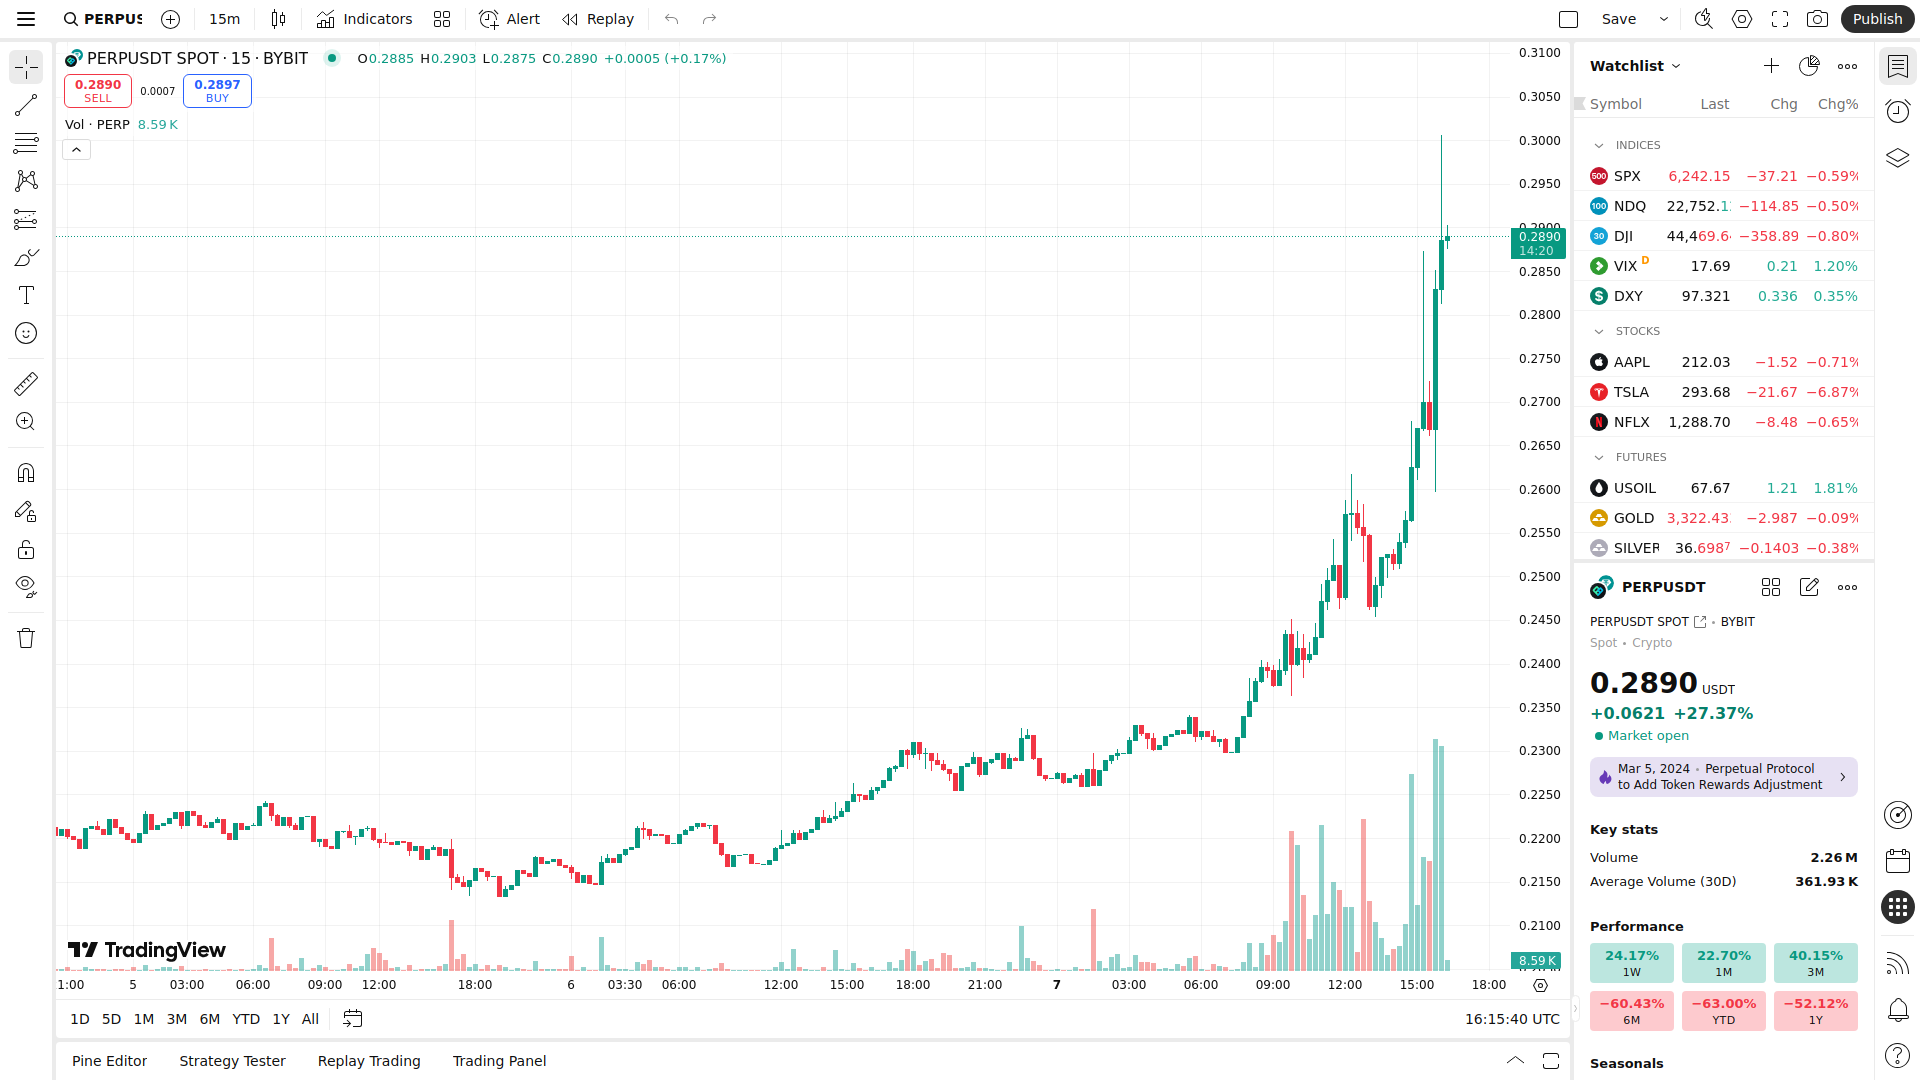 PERPUS
15m
Indicators
Alert
Replay
Save
Publish
PERPUSDT SPOT · 15 · BYBIT
O0.2885 H0.2903 L0.2875 C0.2890 +0.0005 (+0.17%)
0.2890
SELL
0.0007
0.2897
BUY
Vol · PERP 8.59 K
0.3100
0.3050
0.3000
0.2950
0.2890
14:20
0.2850
0.2800
0.2750
0.2700
0.2650
0.2600
0.2550
0.2500
0.2450
0.2400
0.2350
0.2300
0.2250
0.2200
0.2150
0.2100
8.59 K
TradingView
1:00 5 03:00 06:00 09:00 12:00 18:00 6 03:30 06:00 12:00 15:00 18:00 21:00 7 03:00 06:00 09:00 12:00 15:00 18:00
1D 5D 1M 3M 6M YTD 1Y All
16:15:40 UTC
Pine Editor Strategy Tester Replay Trading Trading Panel
Watchlist
Symbol Last Chg Chg%
INDICES
500 SPX 6,242.15 −37.21 −0.59%
100 NDQ 22,752.1 −114.85 −0.50%
30 DJI 44,469.6 −358.89 −0.80%
VIX D 17.69 0.21 1.20%
$ DXY 97.321 0.336 0.35%
STOCKS
AAPL 212.03 −1.52 −0.71%
TSLA 293.68 −21.67 −6.87%
NFLX 1,288.70 −8.48 −0.65%
FUTURES
USOIL 67.67 1.21 1.81%
GOLD 3,322.43 −2.987 −0.09%
SILVER 36.6987 −0.1403 −0.38%
PERPUSDT
PERPUSDT SPOT • BYBIT
Spot • Crypto
0.2890 USDT
+0.0621 +27.37%
Market open
Mar 5, 2024 • Perpetual Protocol
to Add Token Rewards Adjustment
Key stats
Volume 2.26 M
Average Volume (30D) 361.93 K
Performance
24.17% 22.70% 40.15%
1W 1M 3M
−60.43% −63.00% −52.12%
6M YTD 1Y
Seasonals